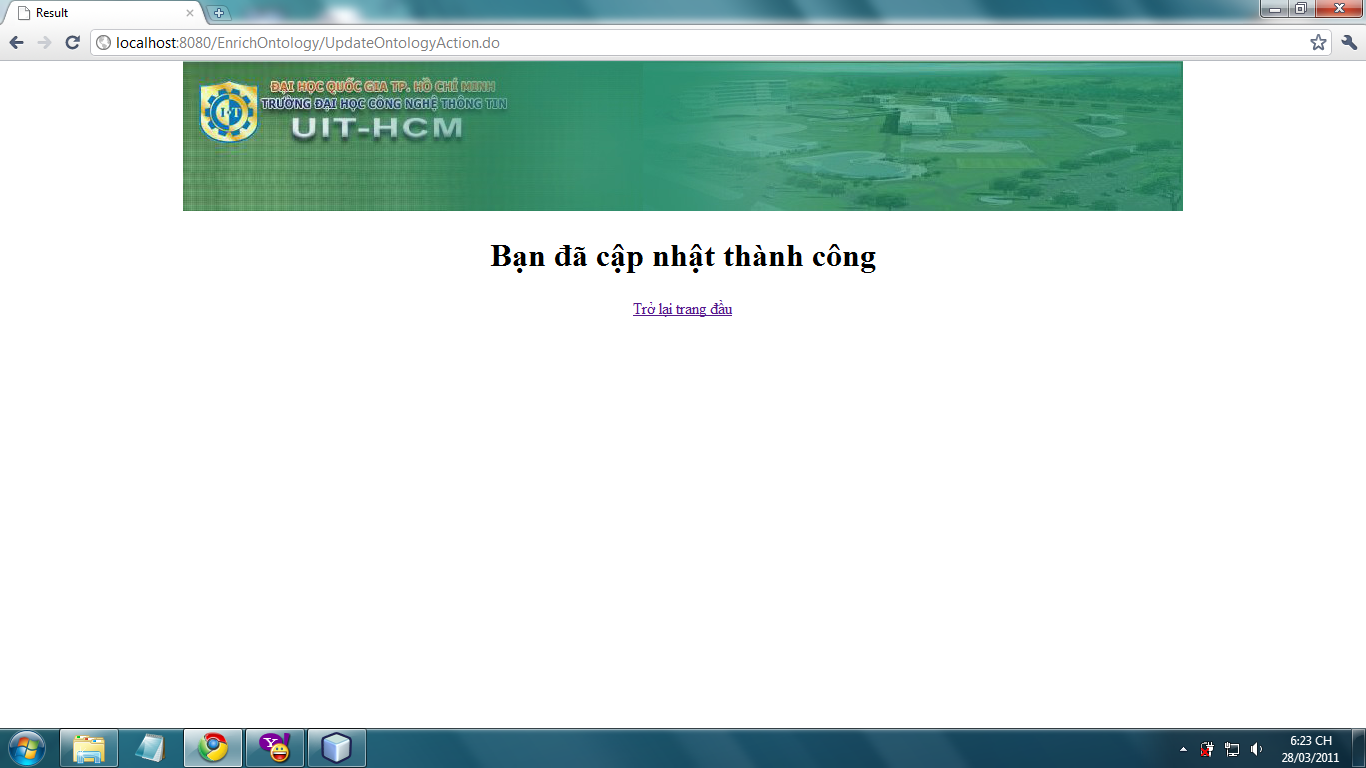 Result
localhost:8080/EnrichOntology/UpdateOntologyAction.do
ĐẠI HỌC QUỐC GIA TP. HỒ CHÍ MINH
TRƯỜNG ĐẠI HỌC CÔNG NGHỆ THÔNG TIN
UIT-HCM
Bạn đã cập nhật thành công
Trở lại trang đầu
6:23 CH
28/03/2011